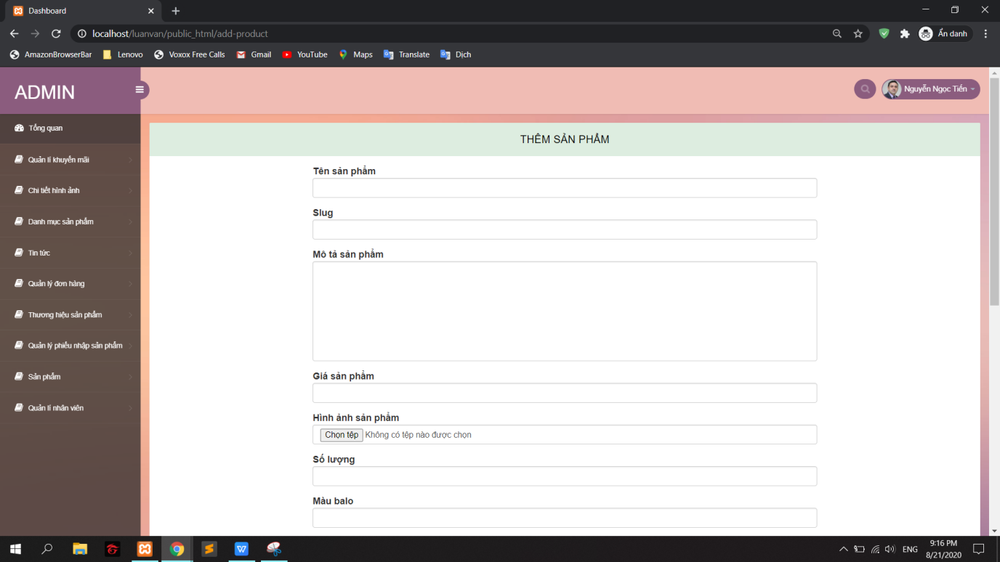 Dashboard
localhost/luanvan/public_html/add-product
Ẩn danh
AmazonBrowserBar Lenovo Voxox Free Calls Gmail YouTube Maps Translate Dịch
ADMIN
Nguyễn Ngọc Tiến
Tổng quan
Quản lí khuyến mãi
Chi tiết hình ảnh
Danh mục sản phẩm
Tin tức
Quản lý đơn hàng
Thương hiệu sản phẩm
Quản lý phiếu nhập sản phẩm
Sản phẩm
Quản lí nhân viên
THÊM SẢN PHẨM
Tên sản phẩm
Slug
Mô tả sản phẩm
Giá sản phẩm
Hình ảnh sản phẩm
Chọn tệp Không có tệp nào được chọn
Số lượng
Màu balo
ENG
9:16 PM
8/21/2020